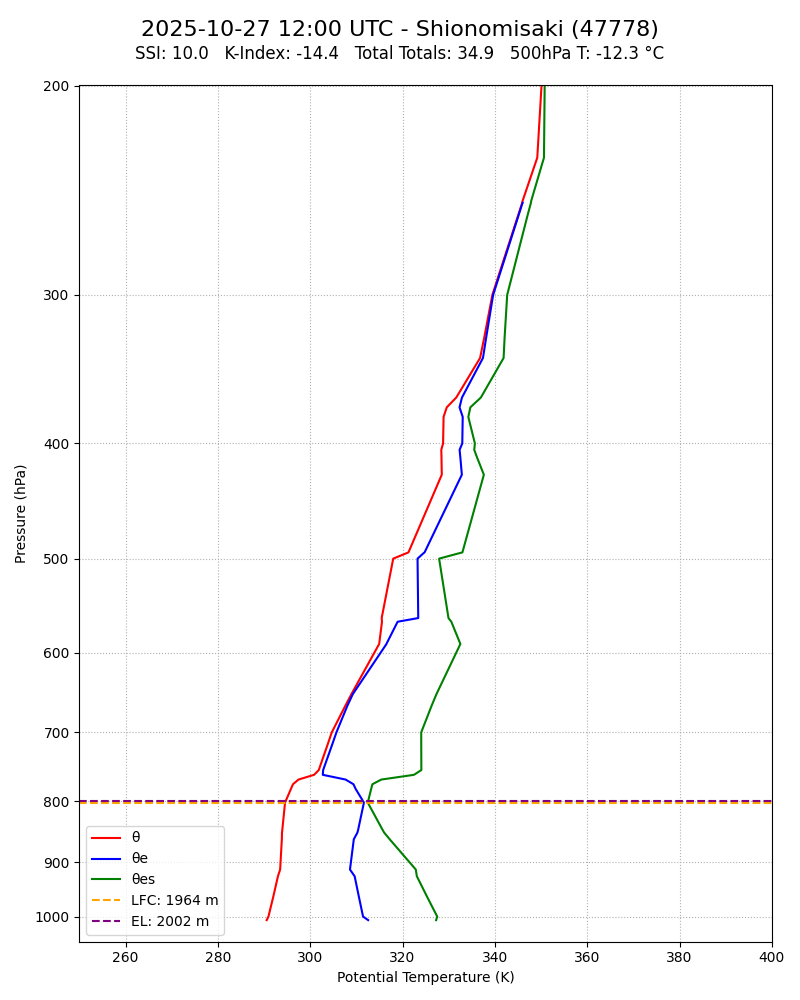 2025-10-27 12:00 UTC - Shionomisaki (47778)
SSI: 10.0 K-Index: -14.4 Total Totals: 34.9 500hPa T: -12.3 °C
200
300
400
500
600
700
800
900
1000
Pressure (hPa)
θ
θe
θes
LFC: 1964 m
EL: 2002 m
260 280 300 320 340 360 380 400
Potential Temperature (K)